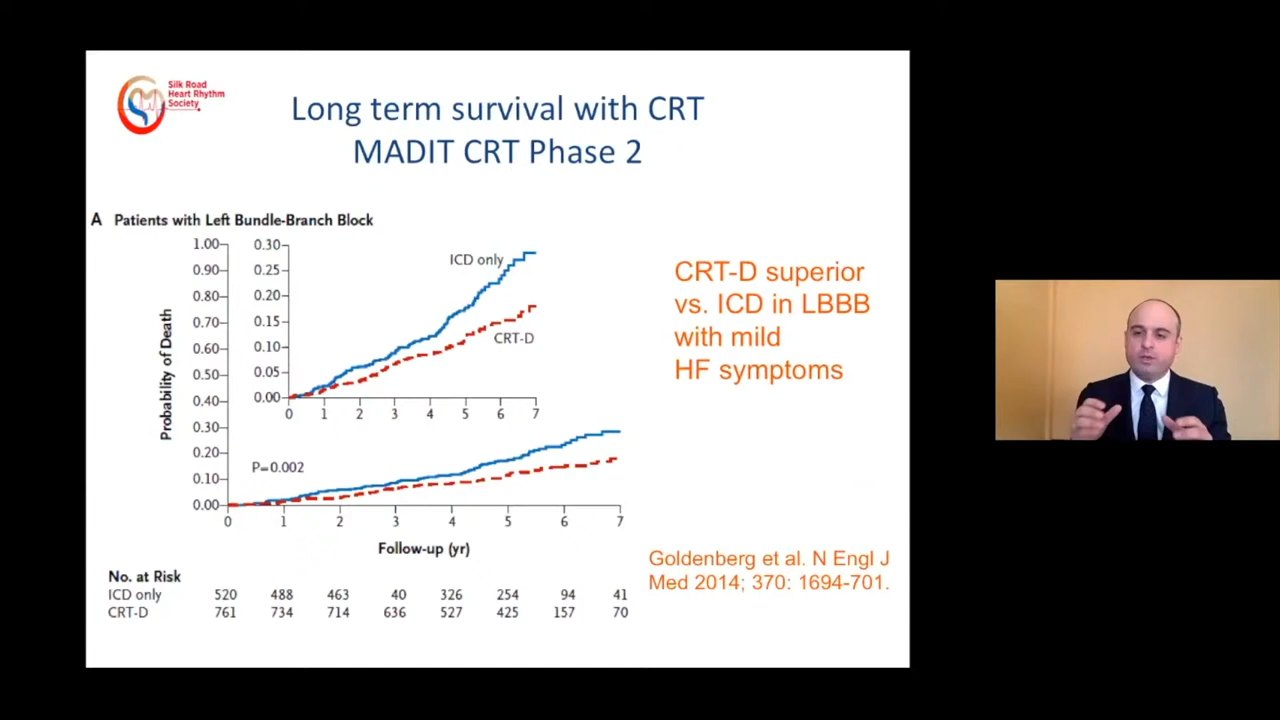 Silk Road
Heart Rhythm
Society
Long term survival with CRT
MADIT CRT Phase 2
A Patients with Left Bundle-Branch Block
Probability of Death
1.00
0.90
0.80
0.70
0.60
0.50
0.40
0.30
0.20
0.10
0.00
0.30
0.25
0.20
0.15
0.10
0.05
0.00
ICD only
CRT-D
0 1 2 3 4 5 6 7
P=0.002
0 1 2 3 4 5 6 7
Follow-up (yr)
No. at Risk
ICD only 520 488 463 40 326 254 94 41
CRT-D 761 734 714 636 527 425 157 70
CRT-D superior
vs. ICD in LBBB
with mild
HF symptoms
Goldenberg et al. N Engl J
Med 2014; 370: 1694-701.